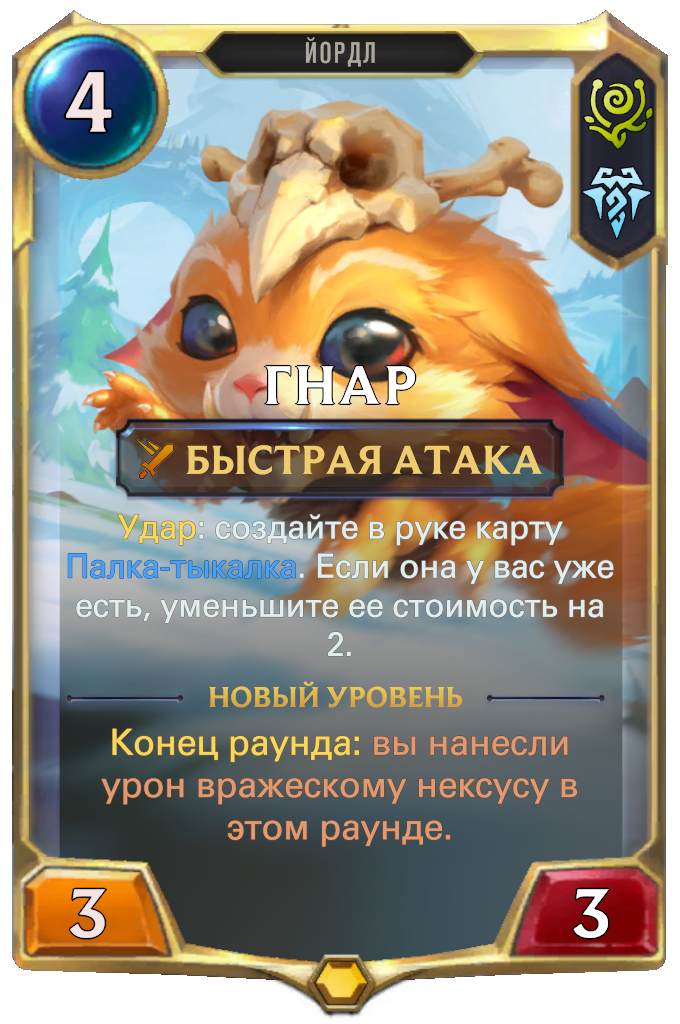 ЙОРДЛ
4
ГНАР
БЫСТРАЯ АТАКА
Удар: создайте в руке карту
Палка-тыкалка. Если она у вас уже
есть, уменьшите ее стоимость на
2.
НОВЫЙ УРОВЕНЬ
Конец раунда: вы нанесли
урон вражескому нексусу в
этом раунде.
3
3